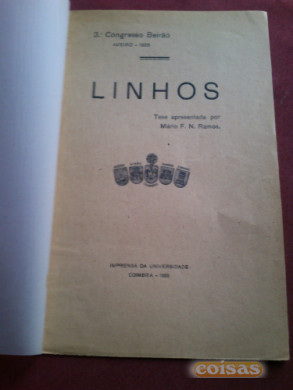 3.º Congresso Beirão
LINHOS
Tese apresentada por
Mário F. N. Ramos.
IMPRENSA DA UNIVERSIDADE
COIMBRA
coisas